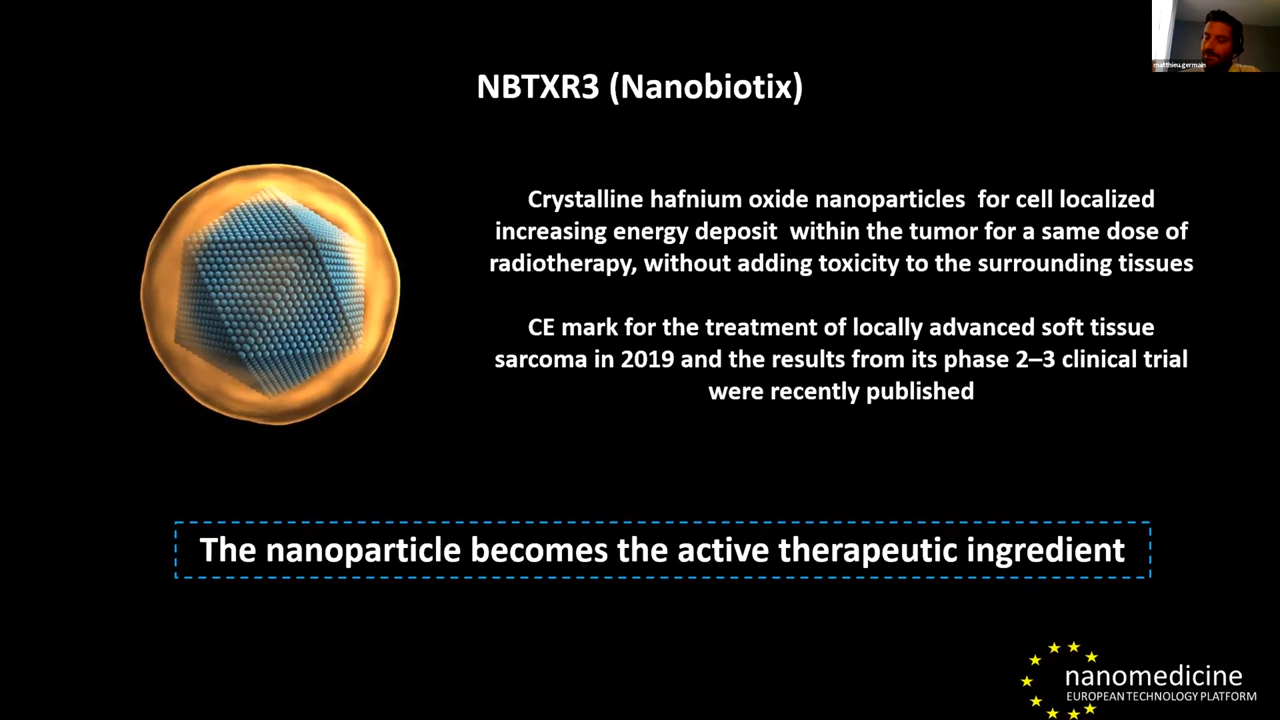 matthieu.germain
NBTXR3 (Nanobiotix)
Crystalline hafnium oxide nanoparticles for cell localized
increasing energy deposit within the tumor for a same dose of
radiotherapy, without adding toxicity to the surrounding tissues
CE mark for the treatment of locally advanced soft tissue
sarcoma in 2019 and the results from its phase 2–3 clinical trial
were recently published
The nanoparticle becomes the active therapeutic ingredient
nanomedicine
EUROPEAN TECHNOLOGY PLATFORM